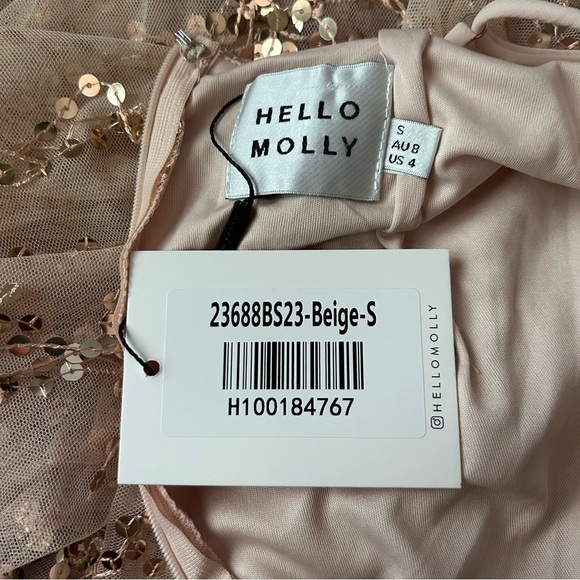 HELLO
MOLLY
S
AU 8
US 4
23688BS23-Beige-S
H100184767
HELLOMOLLY